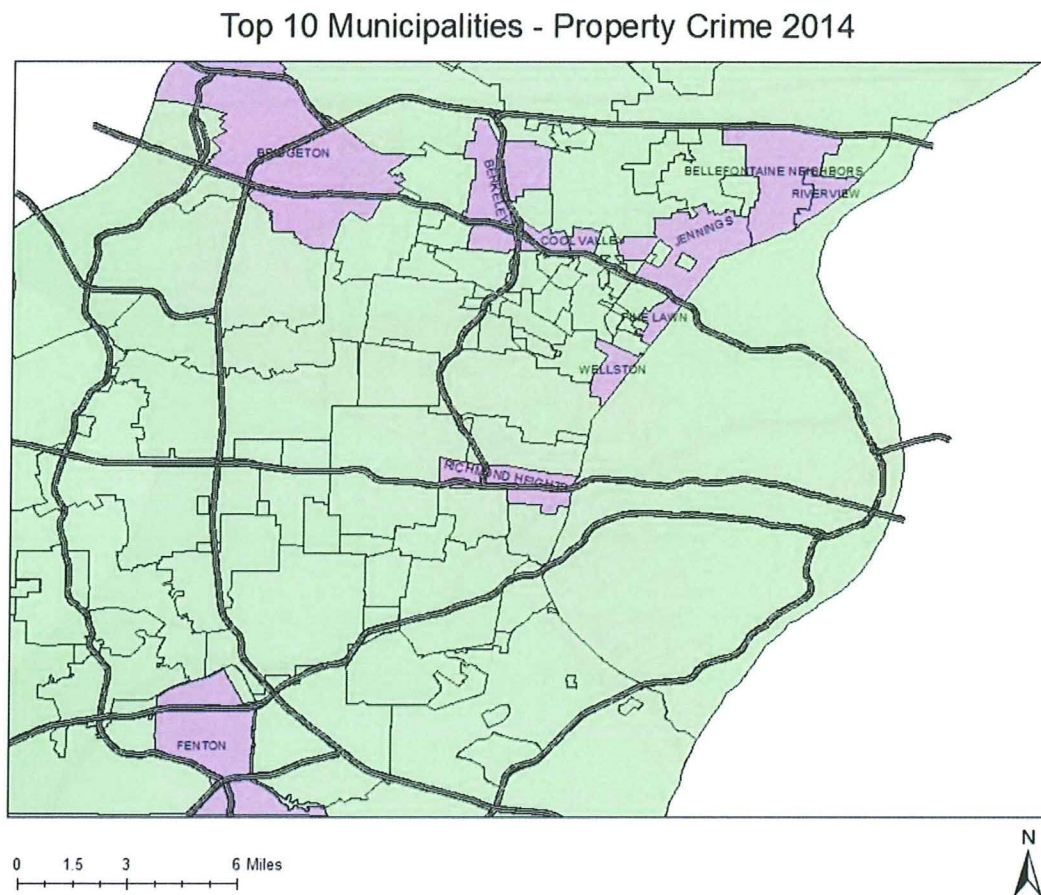 Top 10 Municipalities - Property Crime 2014
BRIDGETON
BERKELEY
BELLEFONTAINE NEIGHBORS
RIVERVIEW
COOL VALLEY
JENNINGS
PINE LAWN
WELLSTON
RICHMOND HEIGHTS
FENTON
N
0 1.5 3 6 Miles